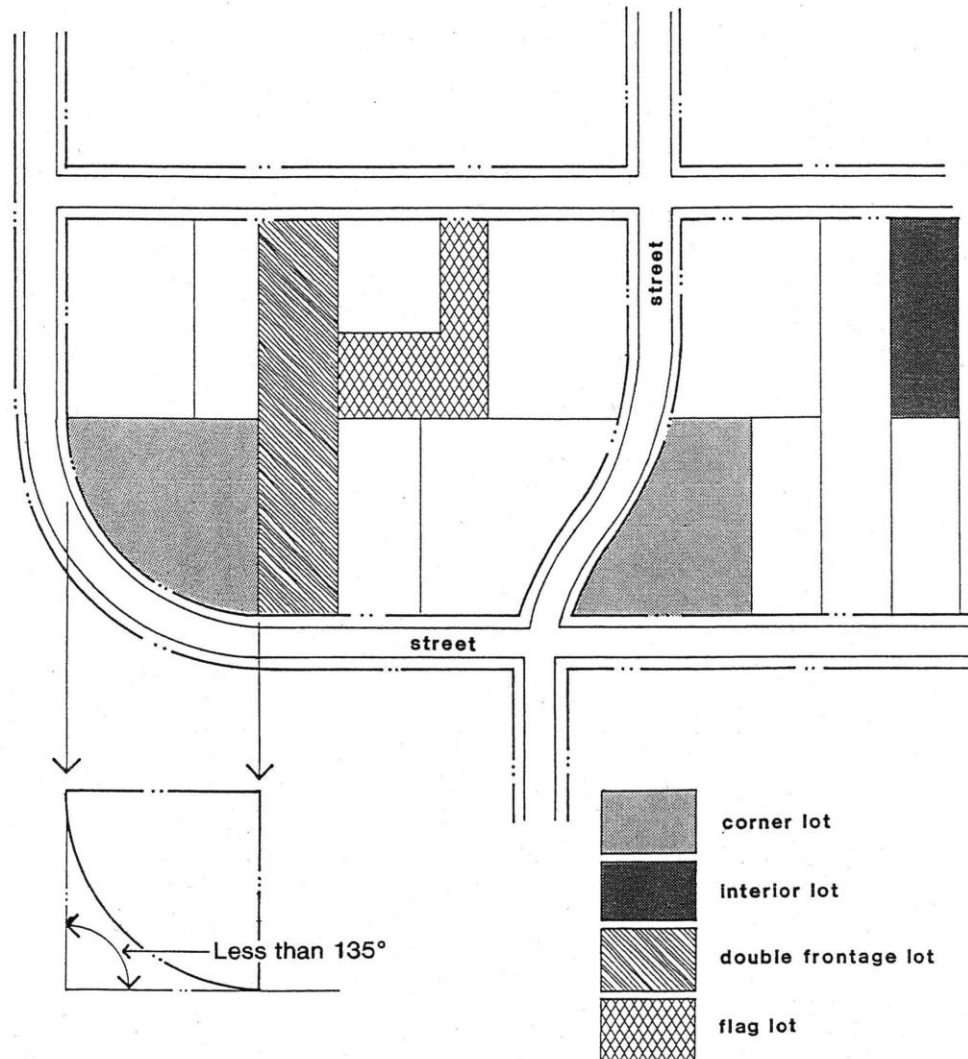 street
street
Less than 135°
corner lot
interior lot
double frontage lot
flag lot